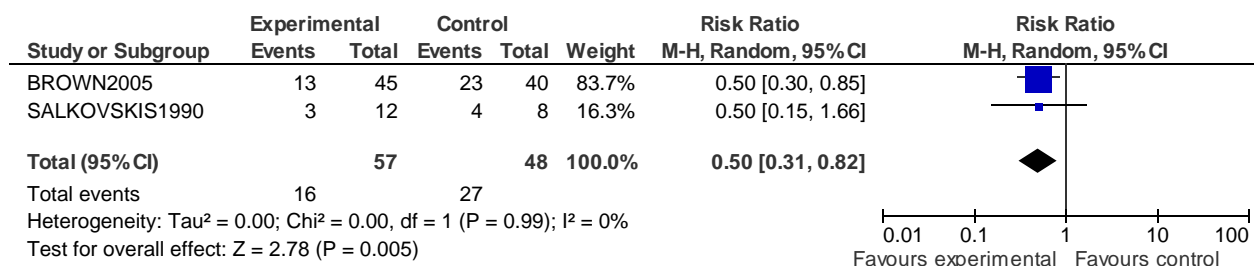 Experimental Control Risk Ratio Risk Ratio
Study or Subgroup Events Total Events Total Weight M-H, Random, 95% CI M-H, Random, 95% CI
BROWN2005 13 45 23 40 83.7% 0.50 [0.30, 0.85]
SALKOVSKIS1990 3 12 4 8 16.3% 0.50 [0.15, 1.66]
Total (95% CI) 57 48 100.0% 0.50 [0.31, 0.82]
Total events 16 27
Heterogeneity: Tau² = 0.00; Chi² = 0.00, df = 1 (P = 0.99); I² = 0%
Test for overall effect: Z = 2.78 (P = 0.005)
0.01 0.1 1 10 100
Favours experimental Favours control